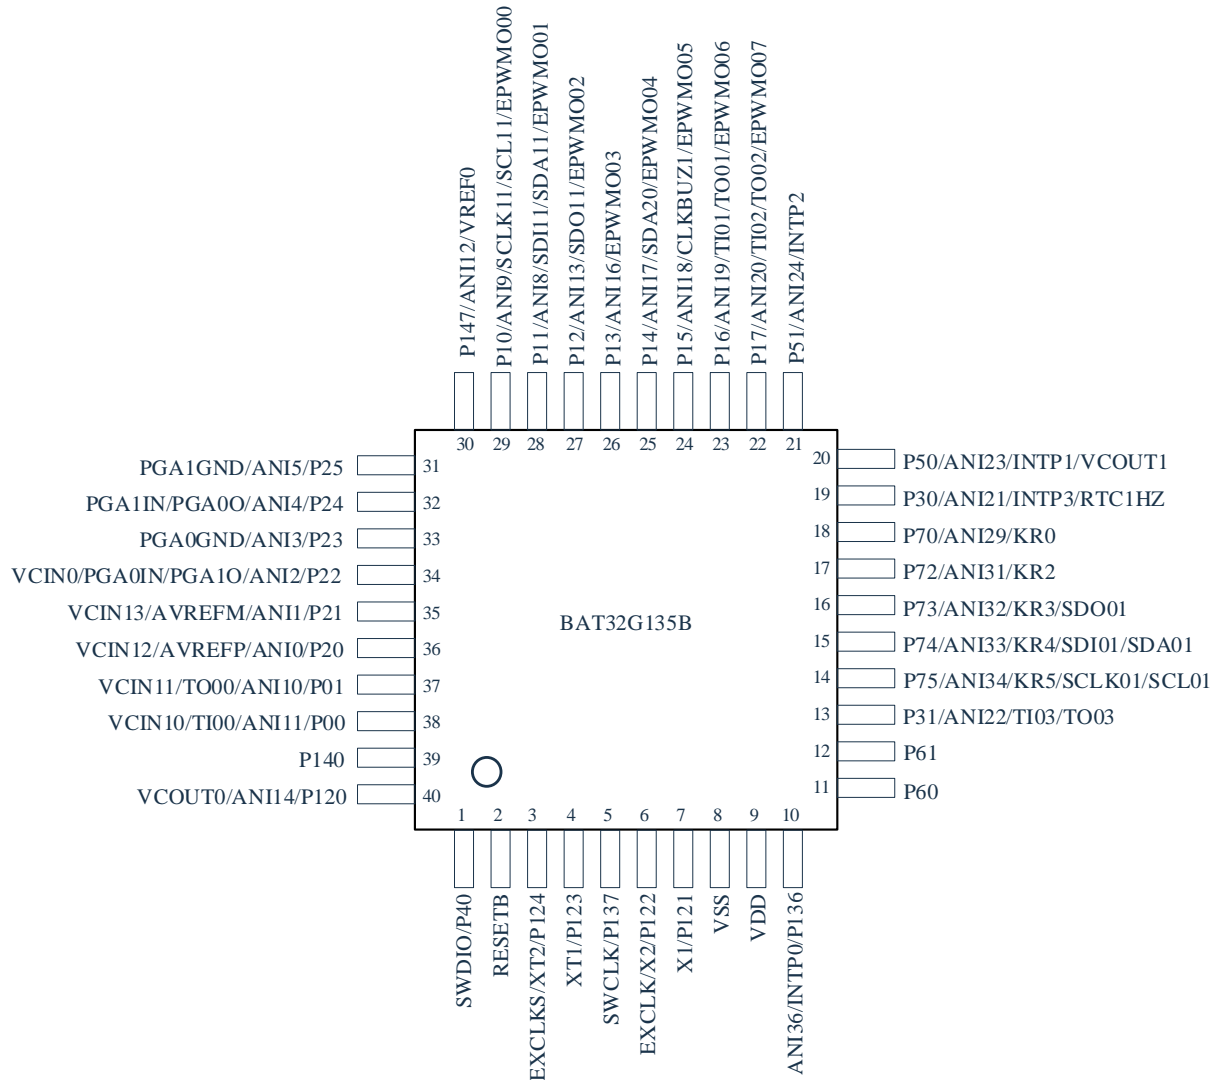 P147/ANI12/VREF0
P10/ANI9/SCLK11/SCL11/EPWMO00
P11/ANI8/SDI11/SDA11/EPWMO01
P12/ANI13/SDO11/EPWMO02
P13/ANI16/EPWMO03
P14/ANI17/SDA20/EPWMO04
P15/ANI18/CLKBUZ1/EPWMO05
P16/ANI19/TI01/TO01/EPWMO06
P17/ANI20/TI02/TO02/EPWMO07
P51/ANI24/INTP2
30 29 28 27 26 25 24 23 22 21
PGA1GND/ANI5/P25 31
PGA1IN/PGA0O/ANI4/P24 32
PGA0GND/ANI3/P23 33
VCIN0/PGA0IN/PGA1O/ANI2/P22 34
VCIN13/AVREFM/ANI1/P21 35
VCIN12/AVREFP/ANI0/P20 36
VCIN11/TO00/ANI10/P01 37
VCIN10/TI00/ANI11/P00 38
P140 39
VCOUT0/ANI14/P120 40
BAT32G135B
20 P50/ANI23/INTP1/VCOUT1
19 P30/ANI21/INTP3/RTC1HZ
18 P70/ANI29/KR0
17 P72/ANI31/KR2
16 P73/ANI32/KR3/SDO01
15 P74/ANI33/KR4/SDI01/SDA01
14 P75/ANI34/KR5/SCLK01/SCL01
13 P31/ANI22/TI03/TO03
12 P61
11 P60
1 2 3 4 5 6 7 8 9 10
SWDIO/P40
RESETB
EXCLKS/XT2/P124
XT1/P123
SWCLK/P137
EXCLK/X2/P122
X1/P121
VSS
VDD
ANI36/INTP0/P136